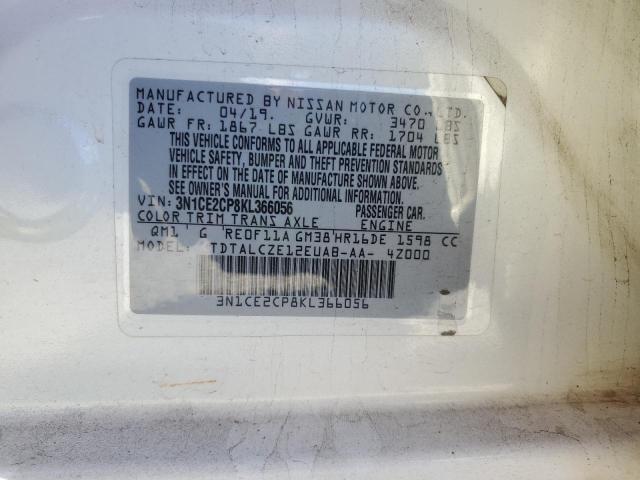 MANUFACTURED BY NISSAN MOTOR CO., LTD.
DATE: 04/19. GVWR: 3470 LBS
GAWR FR: 1867 LBS GAWR RR: 1704 LBS
THIS VEHICLE CONFORMS TO ALL APPLICABLE FEDERAL MOTOR
VEHICLE SAFETY, BUMPER AND THEFT PREVENTION STANDARDS
IN EFFECT ON THE DATE OF MANUFACTURE SHOWN ABOVE.
SEE OWNER'S MANUAL FOR ADDITIONAL INFORMATION.
VIN: 3N1CE2CP8KL366056 PASSENGER CAR.
COLOR TRIM TRANS AXLE ENGINE
QM1 G RE0F11A GM38 HR16DE 1598 CC
MODEL: TDTALCZE12EUAB-AA- 4Z000
3N1CE2CP8KL366056